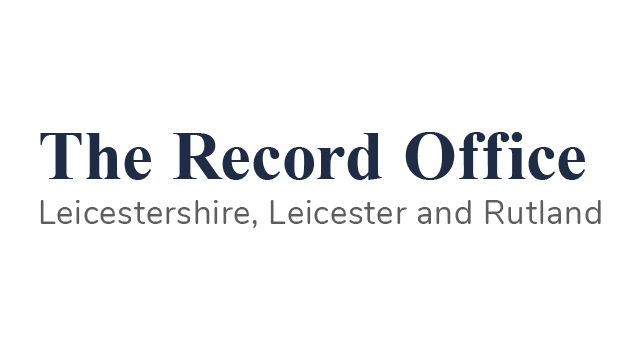 The Record Office
Leicestershire, Leicester and Rutland